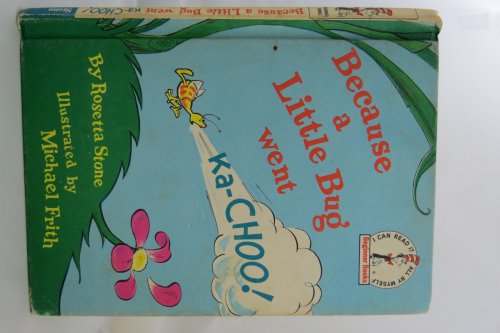 Stone Because a Little Bug went Ka-CHOO!
Because
a
Little Bug
went
Ka-CHOO!
By Rosetta Stone
Illustrated by
Michael Frith
I CAN READ IT
ALL BY MYSELF
Beginner Books